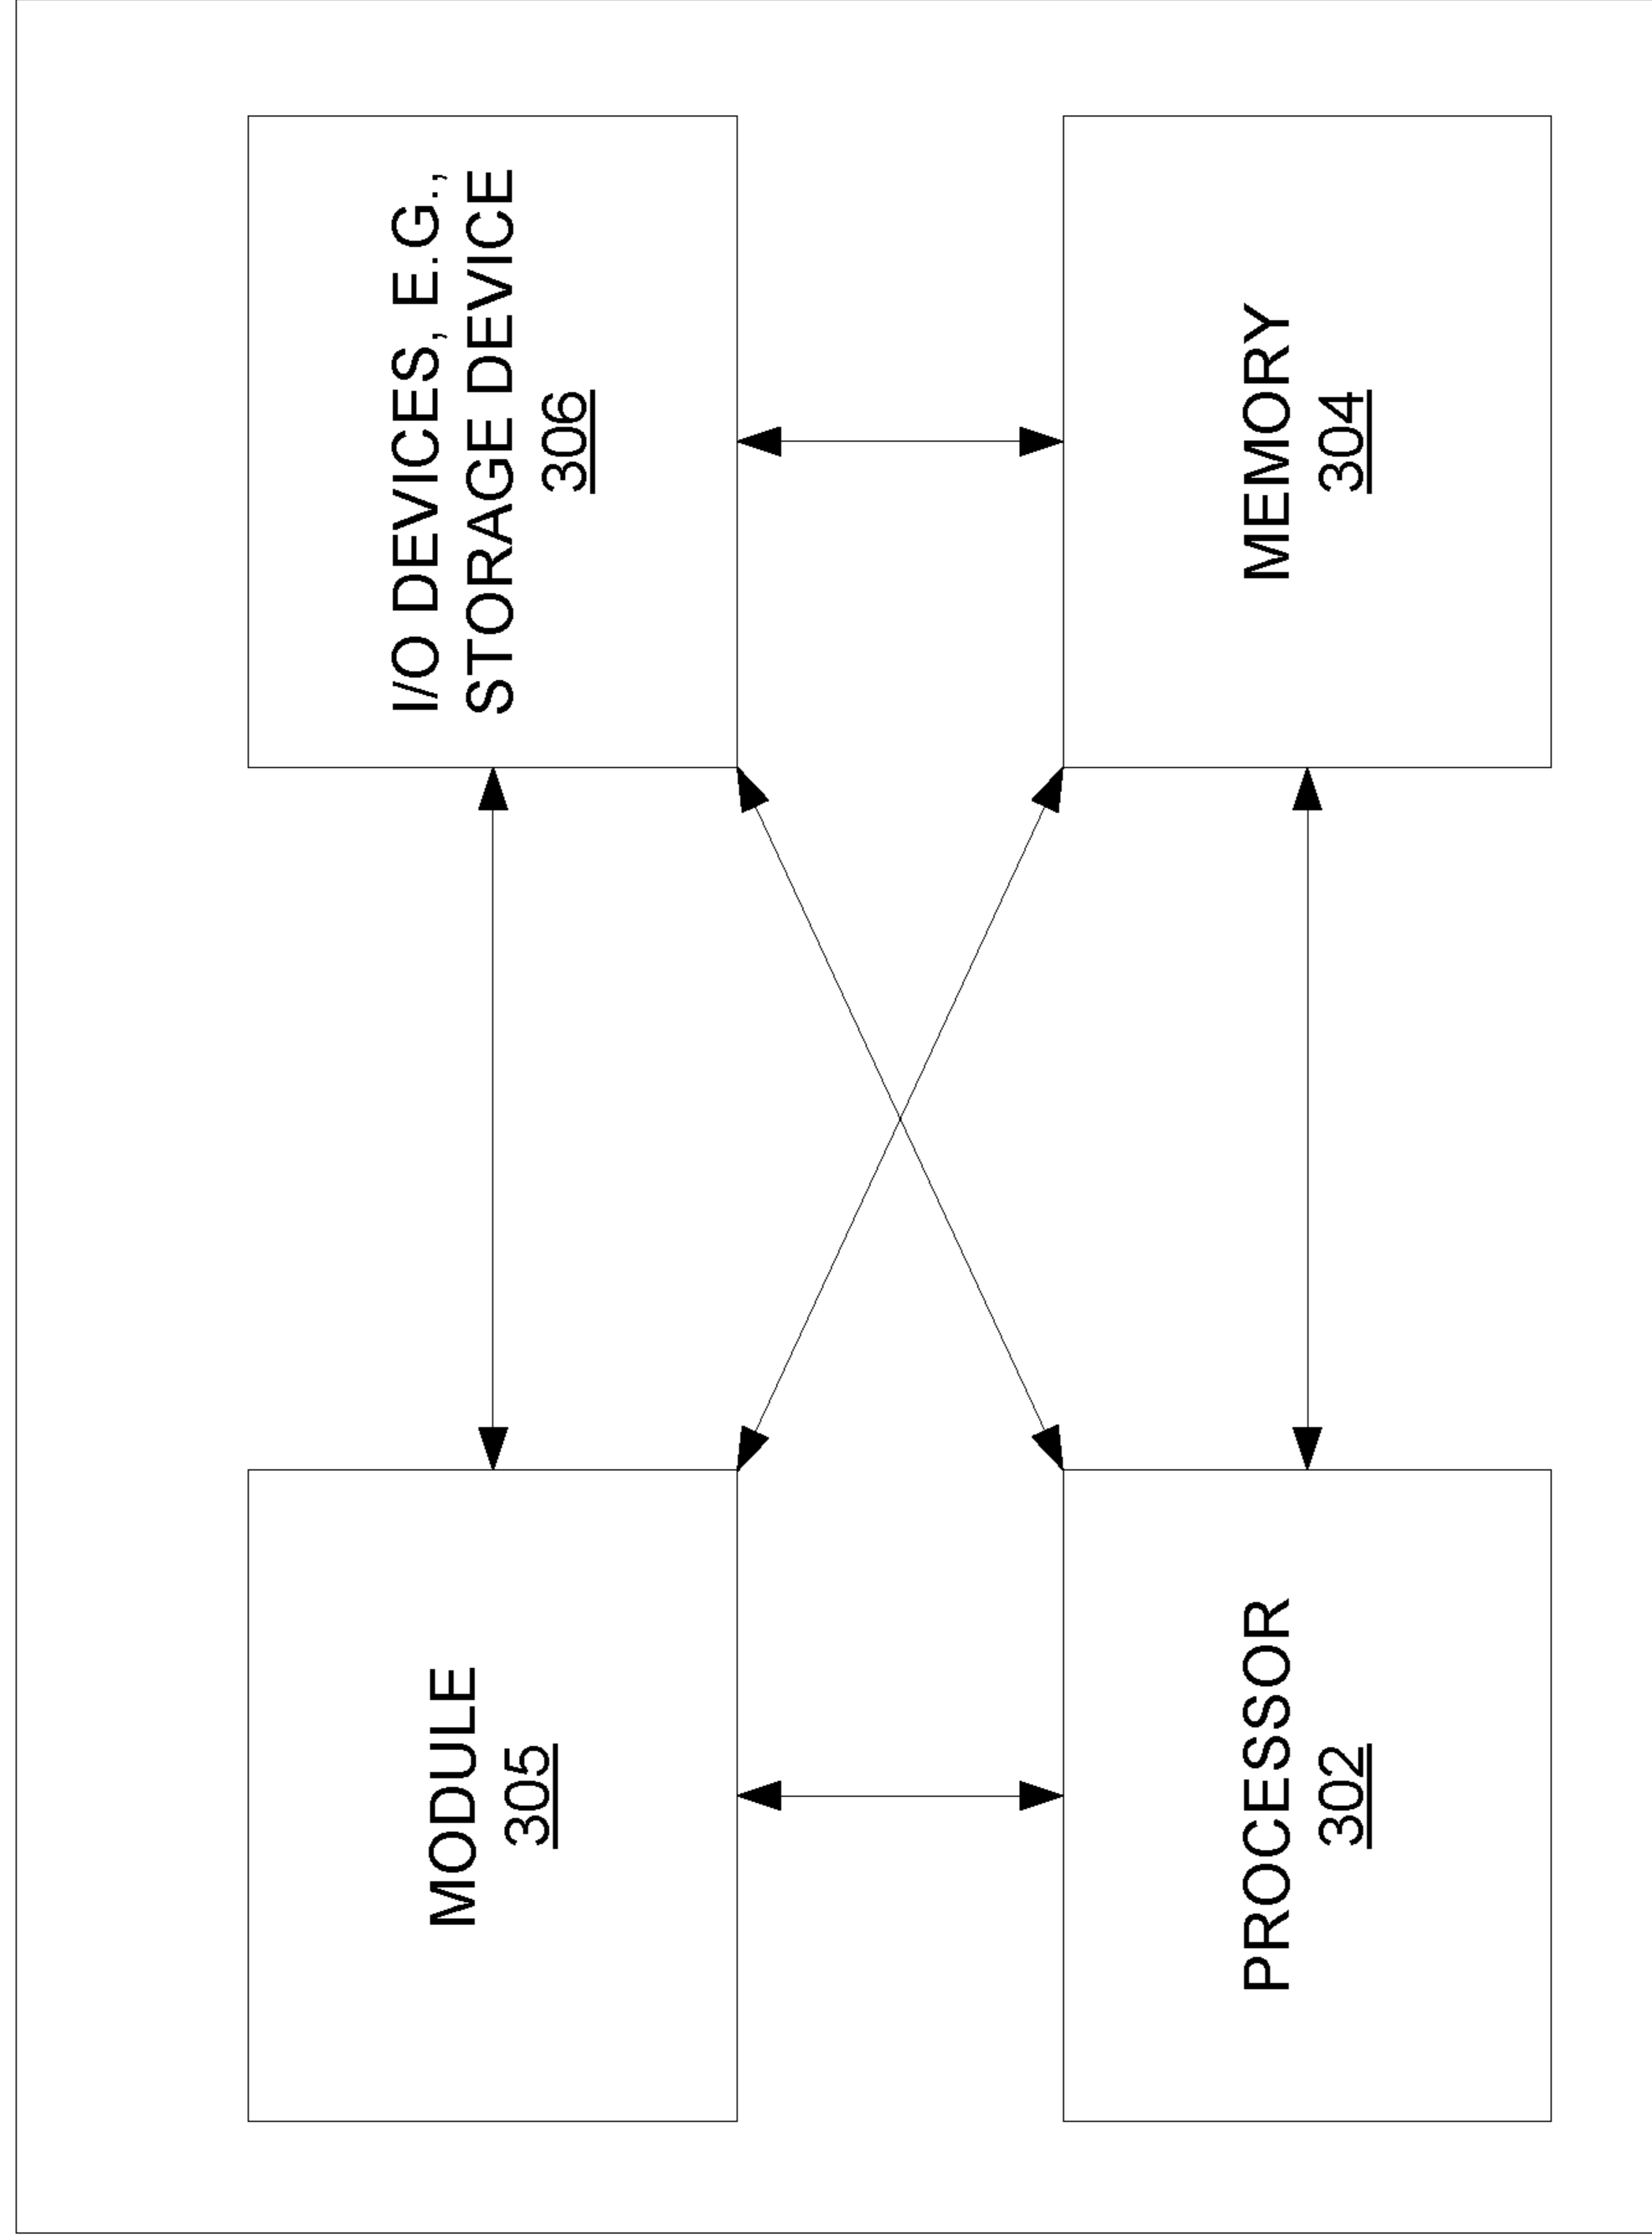 MODULE
305
I/O DEVICES, E.G.,
STORAGE DEVICE
306
PROCESSOR
302
MEMORY
304